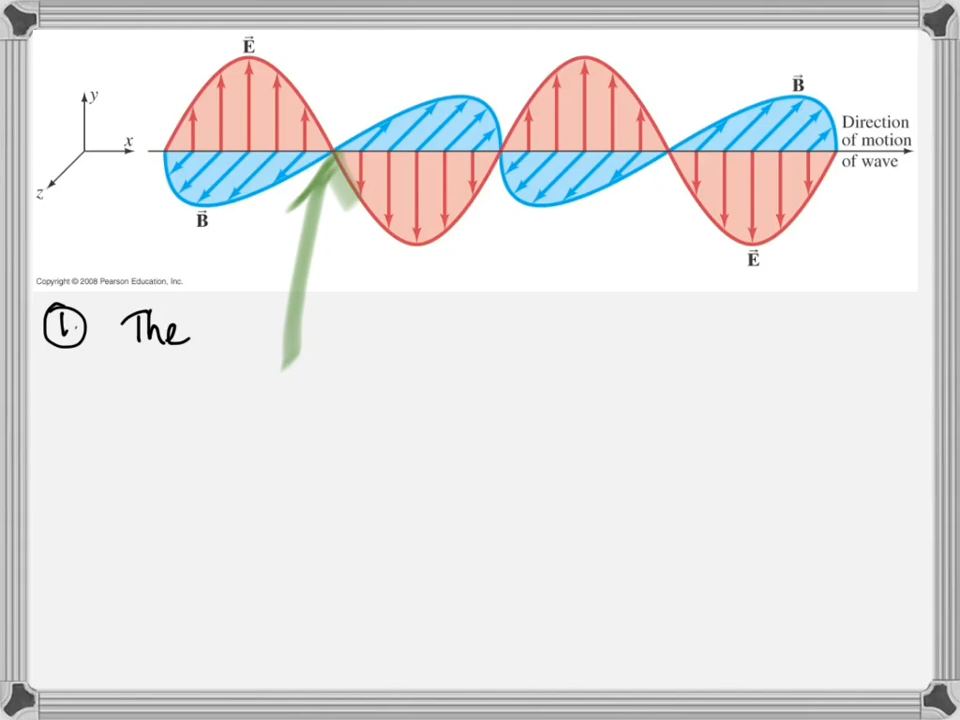 E
B
y
x
Direction
of motion
of wave
z
B
E
Copyright © 2008 Pearson Education, Inc.
1. The